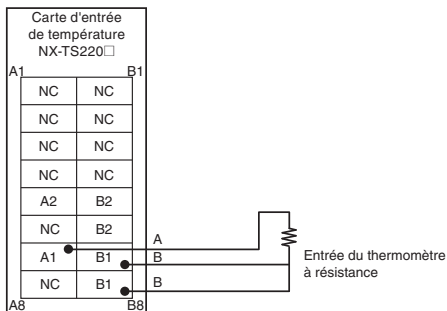 Carte d'entrée
de température
NX-TS220□
A1 B1
NC NC
NC NC
NC NC
NC NC
A2 B2
NC B2
A
A1 B1 B
NC B1 B
A8 B8
Entrée du thermomètre
à résistance